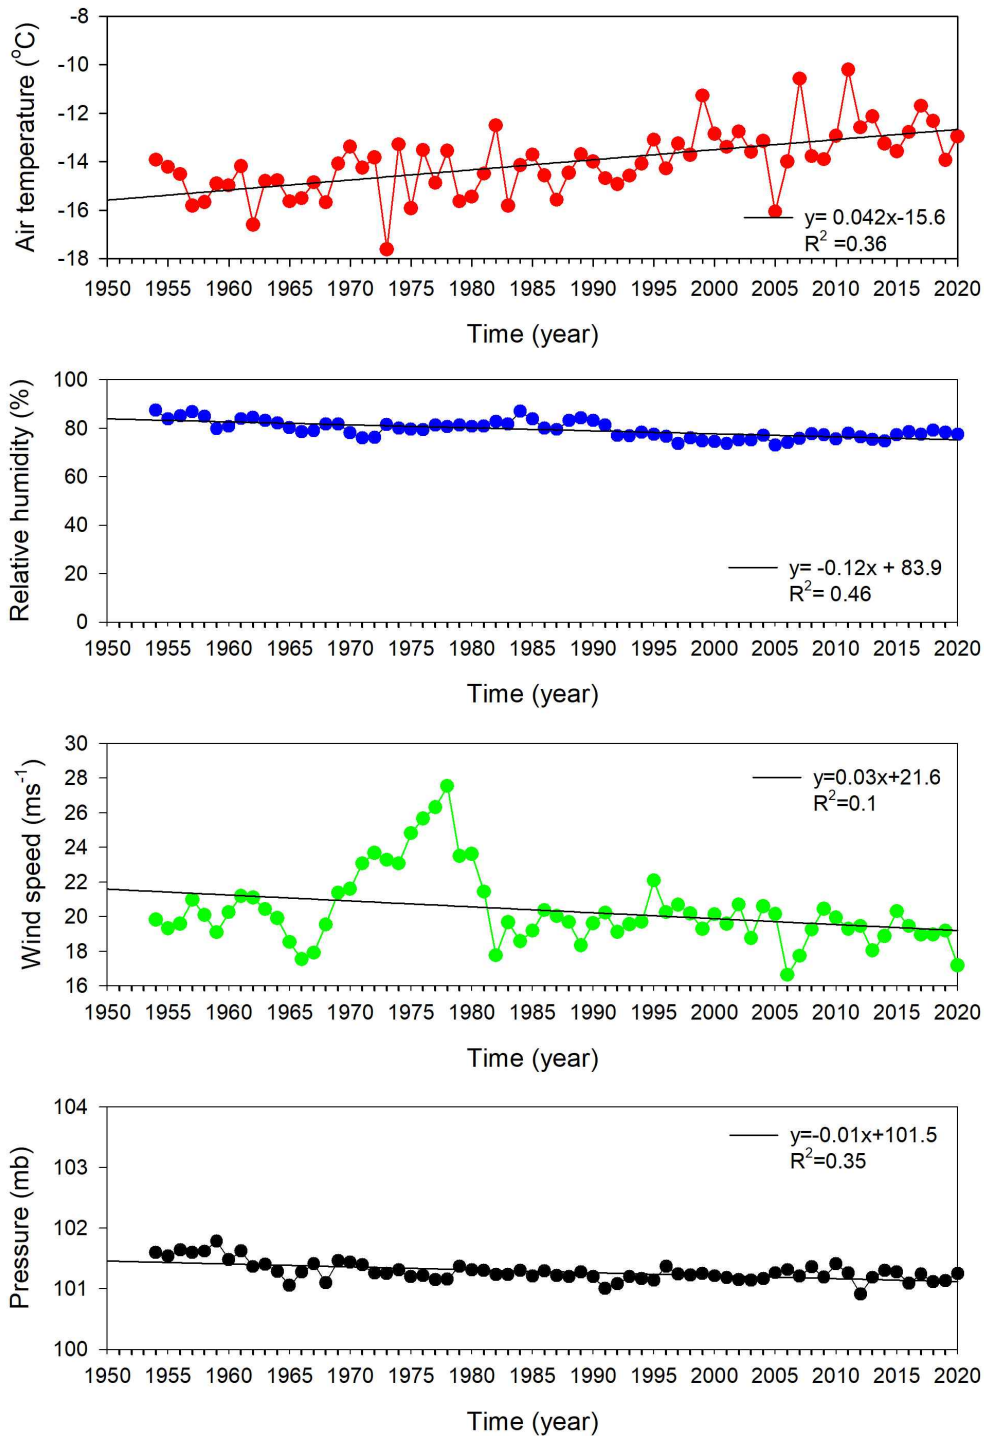 Air temperature (°C)
-8
-10
-12
-14
-16
-18
y= 0.042x-15.6
R² =0.36
1950 1955 1960 1965 1970 1975 1980 1985 1990 1995 2000 2005 2010 2015 2020
Time (year)
Relative humidity (%)
100
80
60
40
20
0
y= -0.12x + 83.9
R²= 0.46
1950 1955 1960 1965 1970 1975 1980 1985 1990 1995 2000 2005 2010 2015 2020
Time (year)
Wind speed (ms⁻¹)
30
28
26
24
22
20
18
16
y=0.03x+21.6
R²=0.1
1950 1955 1960 1965 1970 1975 1980 1985 1990 1995 2000 2005 2010 2015 2020
Time (year)
Pressure (mb)
104
103
102
101
100
y=-0.01x+101.5
R²=0.35
1950 1955 1960 1965 1970 1975 1980 1985 1990 1995 2000 2005 2010 2015 2020
Time (year)